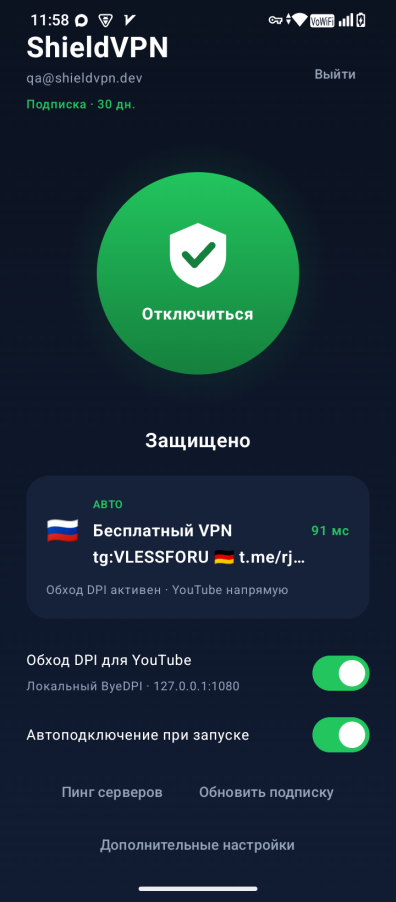 11:58 VoWiFi
ShieldVPN
qa@shieldvpn.dev
Выйти
Подписка · 30 дн.
Отключиться
Защищено
АВТО
Бесплатный VPN 91 мс
tg:VLESSFORU 🇩🇪 t.me/rj…
Обход DPI активен · YouTube напрямую
Обход DPI для YouTube
Локальный ByeDPI · 127.0.0.1:1080
Автоподключение при запуске
Пинг серверов Обновить подписку
Дополнительные настройки